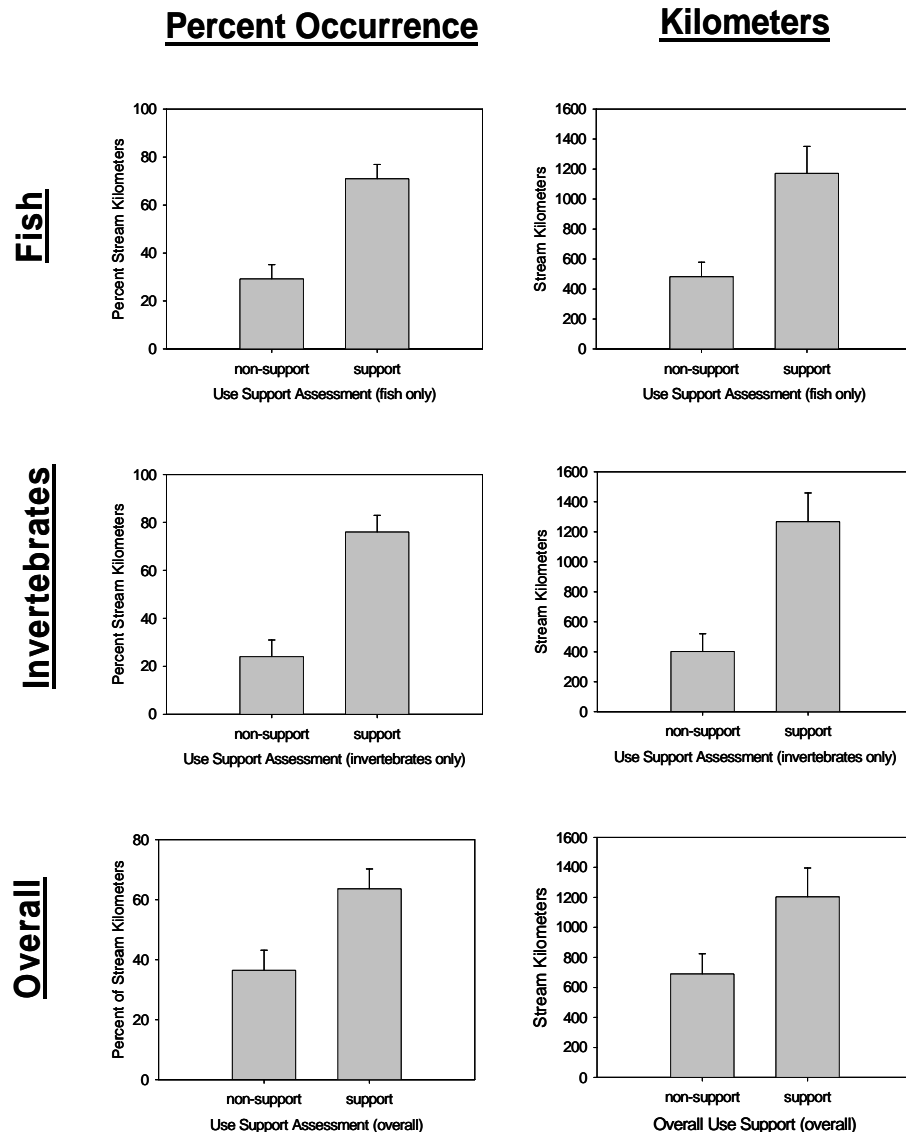 Percent Occurrence
Kilometers
Fish
Percent Stream Kilometers
100
80
60
40
20
0
non-support
support
Use Support Assessment (fish only)
Stream Kilometers
1600
1400
1200
1000
800
600
400
200
0
non-support
support
Use Support Assessment (fish only)
Invertebrates
Percent Stream Kilometers
100
80
60
40
20
0
non-support
support
Use Support Assessment (invertebrates only)
Stream Kilometers
1600
1400
1200
1000
800
600
400
200
0
non-support
support
Use Support Assessment (invertebrates only)
Overall
Percent of Stream Kilometers
80
60
40
20
0
non-support
support
Use Support Assessment (overall)
Stream Kilometers
1600
1400
1200
1000
800
600
400
200
0
non-support
support
Overall Use Support (overall)